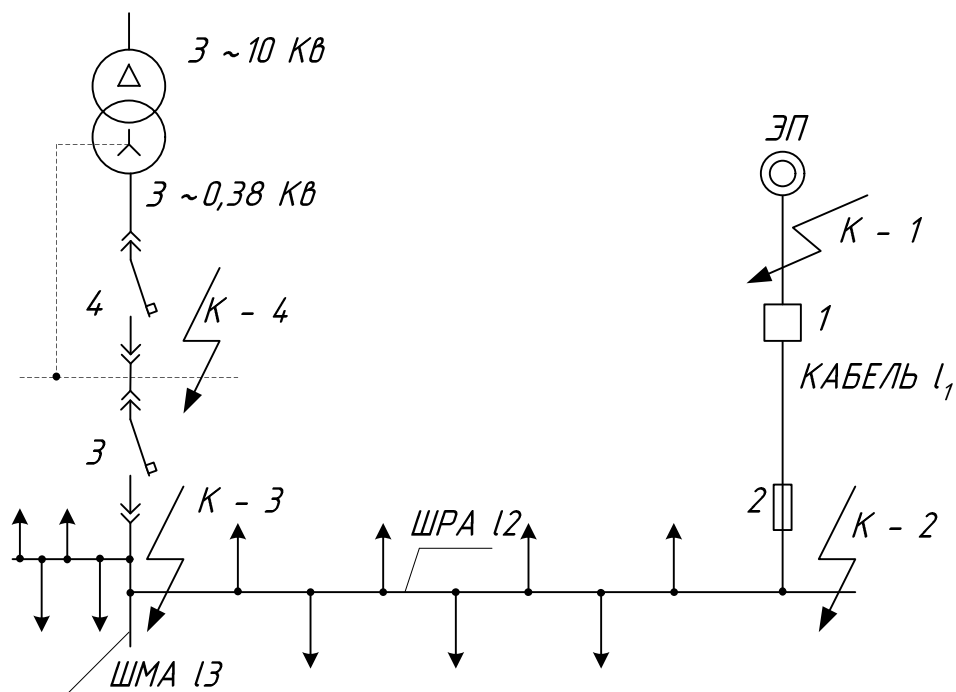 3 ~ 10 Кв
ЭП
3 ~0,38 Кв
К - 1
4
К - 4
1
КАБЕЛЬ l₁
3
К - 3
ШРА l2
2
К - 2
ШМА l3